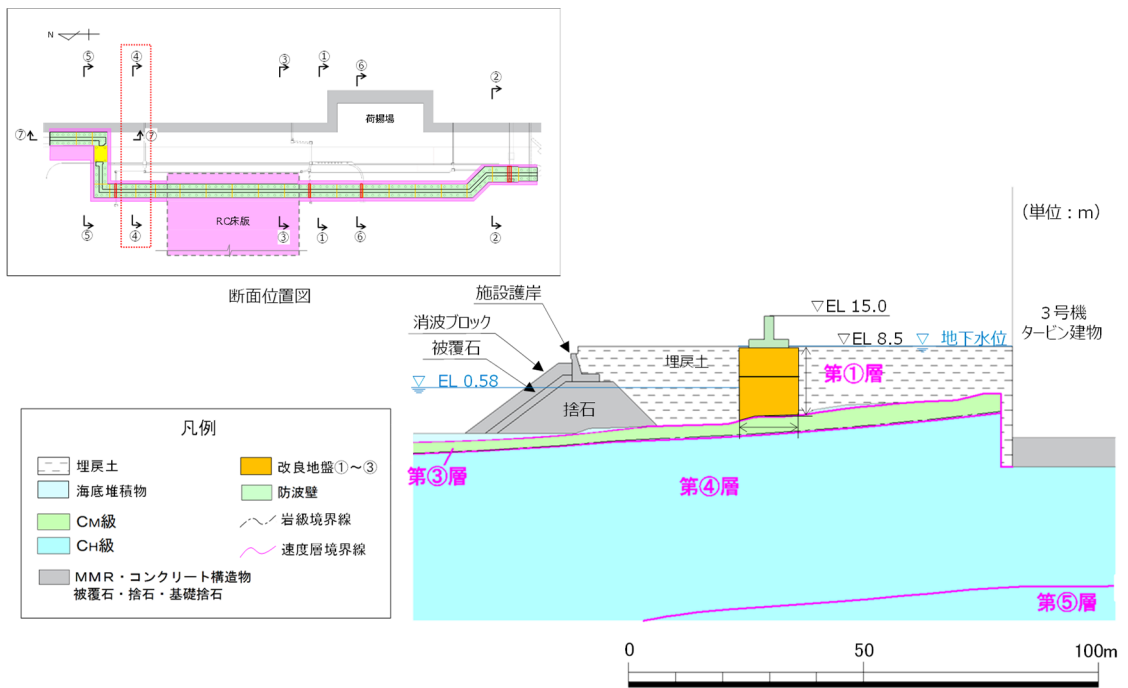 N
⑤
④
③
①
⑥
②
⑦
⑦
荷揚場
RC床版
⑤
④
③
①
⑥
②
断面位置図
(単位：m)
施設護岸
消波ブロック
被覆石
▽EL 15.0
▽EL 8.5
▽ 地下水位
３号機
タービン建物
埋戻土
第①層
▽ EL 0.58
捨石
第③層
第④層
第⑤層
凡例
埋戻土
海底堆積物
CM級
CH級
MMR・コンクリート構造物
被覆石・捨石・基礎捨石
改良地盤①～③
防波壁
岩級境界線
速度層境界線
0
50
100m